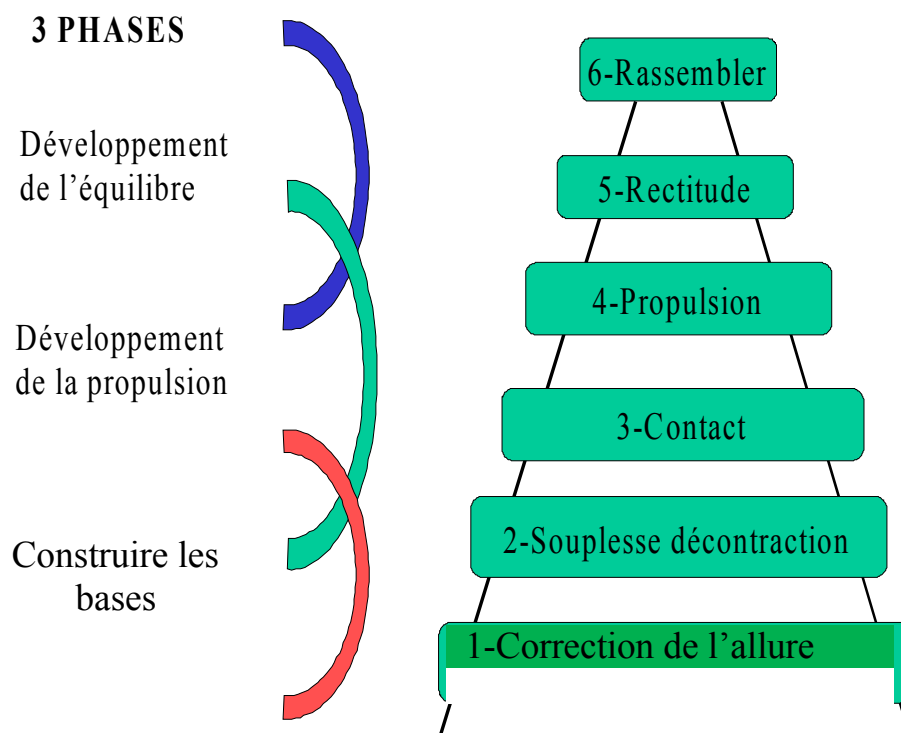 3 PHASES
Développement
de l’équilibre
Développement
de la propulsion
Construire les
bases
6-Rassembler
5-Rectitude
4-Propulsion
3-Contact
2-Souplesse décontraction
1-Correction de l’allure